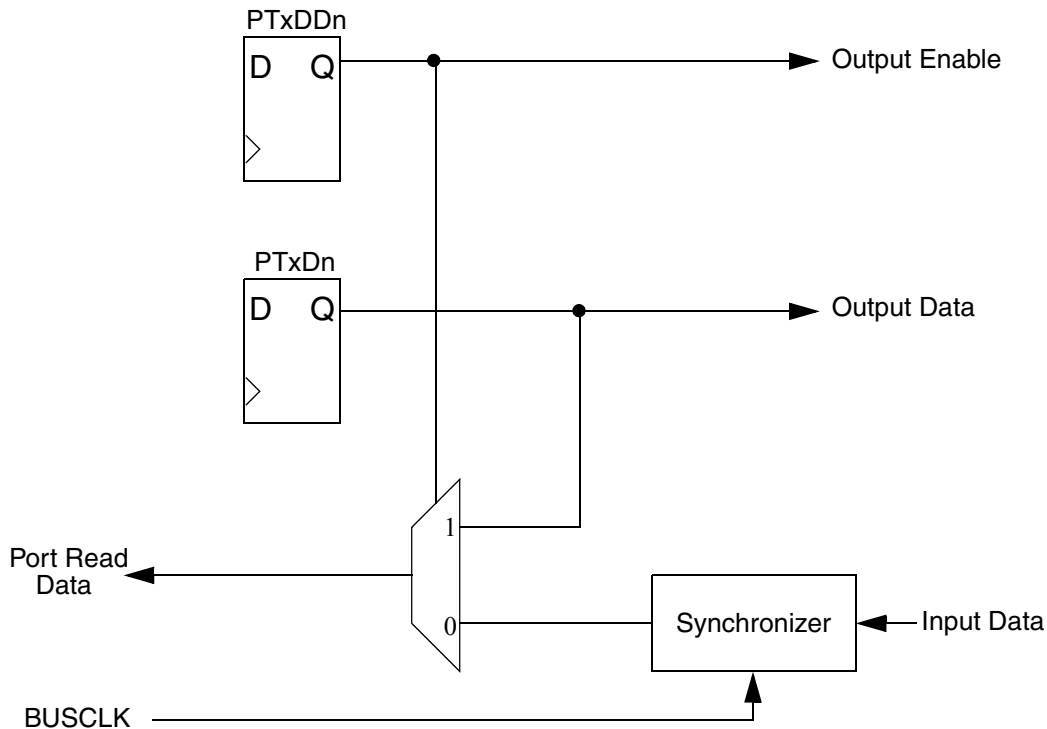 PTxDDn
D Q
Output Enable
PTxDn
D Q
Output Data
1
Port Read
Data
0
Synchronizer
Input Data
BUSCLK